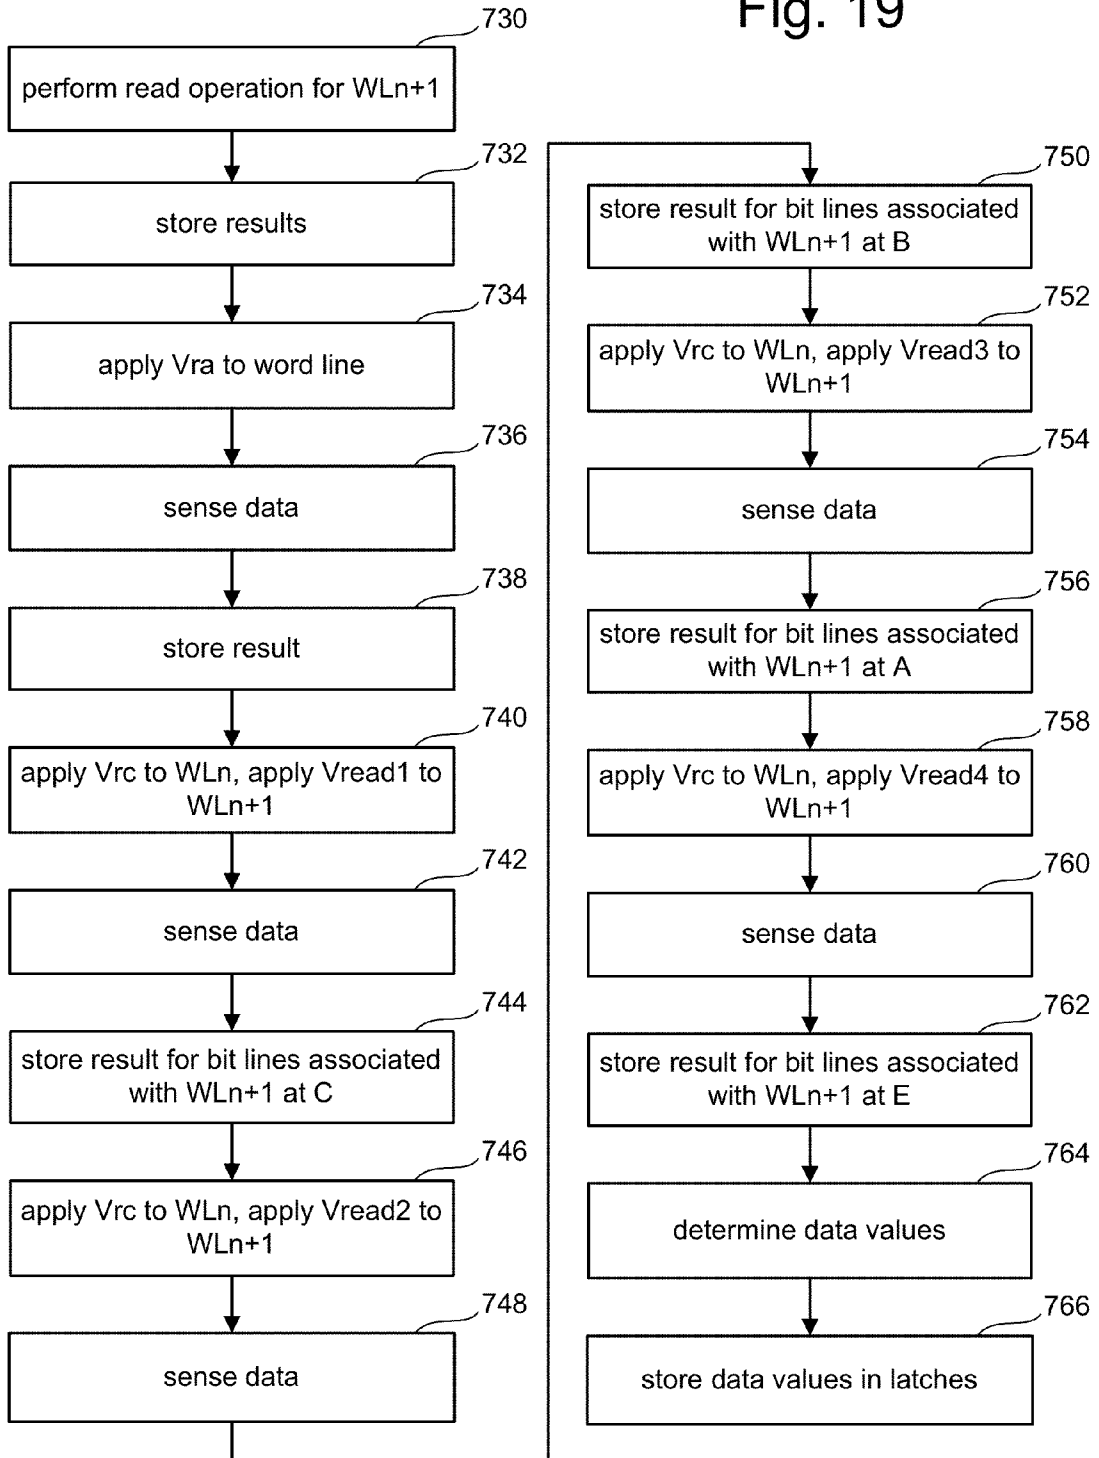 Fig. 19
730
perform read operation for WLn+1
732
store results
734
apply Vra to word line
736
sense data
738
store result
740
apply Vrc to WLn, apply Vread1 to
WLn+1
742
sense data
744
store result for bit lines associated
with WLn+1 at C
746
apply Vrc to WLn, apply Vread2 to
WLn+1
748
sense data
750
store result for bit lines associated
with WLn+1 at B
752
apply Vrc to WLn, apply Vread3 to
WLn+1
754
sense data
756
store result for bit lines associated
with WLn+1 at A
758
apply Vrc to WLn, apply Vread4 to
WLn+1
760
sense data
762
store result for bit lines associated
with WLn+1 at E
764
determine data values
766
store data values in latches